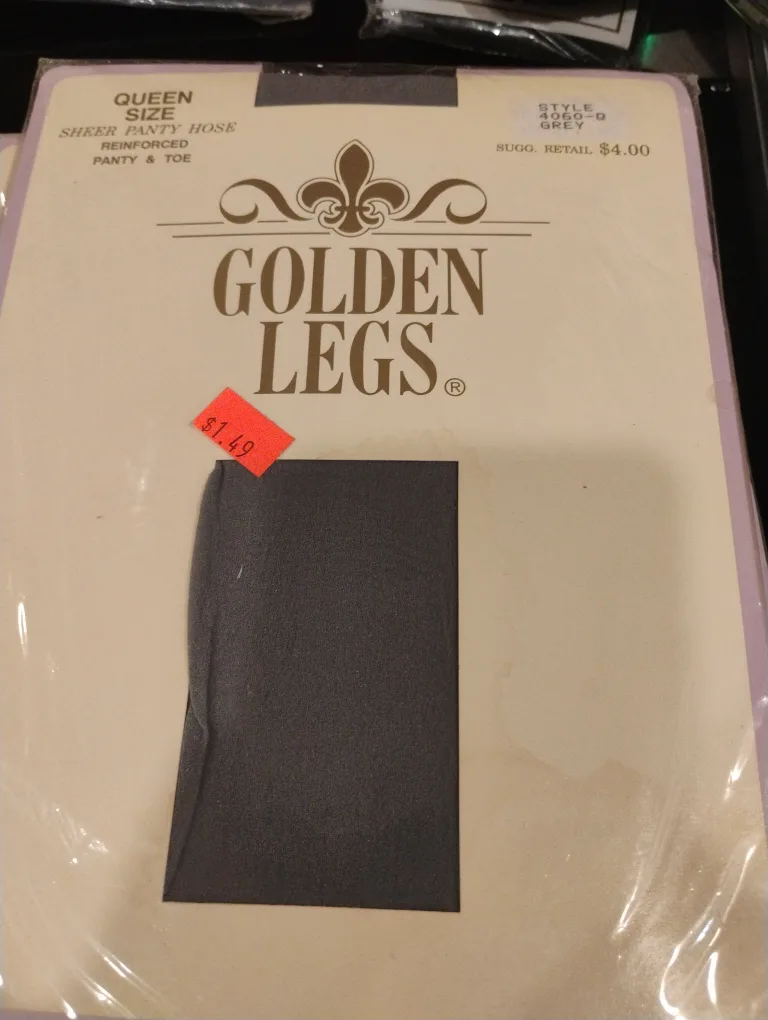 QUEEN
SIZE
SHEER PANTY HOSE
REINFORCED
PANTY & TOE
STYLE
4060-Q
GREY
SUGG. RETAIL $4.00
GOLDEN
LEGS®
$1.49